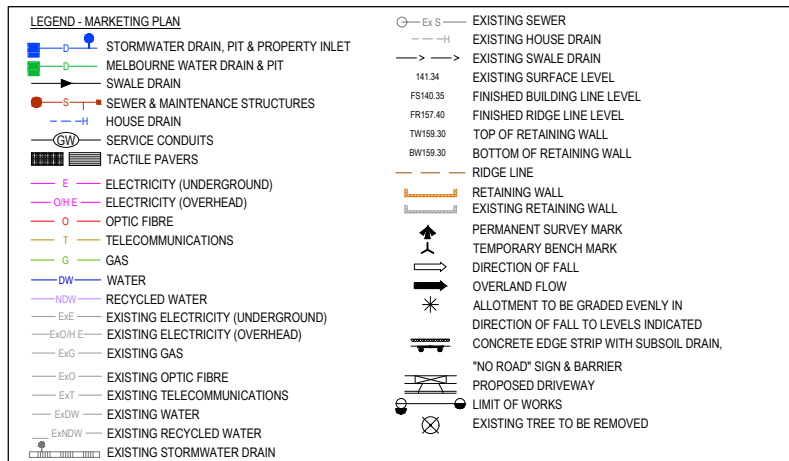 LEGEND - MARKETING PLAN
D STORMWATER DRAIN, PIT & PROPERTY INLET
D MELBOURNE WATER DRAIN & PIT
SWALE DRAIN
S SEWER & MAINTENANCE STRUCTURES
H HOUSE DRAIN
GW SERVICE CONDUITS
TACTILE PAVERS
E ELECTRICITY (UNDERGROUND)
O/H E ELECTRICITY (OVERHEAD)
O OPTIC FIBRE
T TELECOMMUNICATIONS
G GAS
DW WATER
NDW RECYCLED WATER
ExE EXISTING ELECTRICITY (UNDERGROUND)
ExO/H E EXISTING ELECTRICITY (OVERHEAD)
ExG EXISTING GAS
ExO EXISTING OPTIC FIBRE
ExT EXISTING TELECOMMUNICATIONS
ExDW EXISTING WATER
ExNDW EXISTING RECYCLED WATER
EXISTING STORMWATER DRAIN
Ex S EXISTING SEWER
H EXISTING HOUSE DRAIN
EXISTING SWALE DRAIN
141.34 EXISTING SURFACE LEVEL
FS140.35 FINISHED BUILDING LINE LEVEL
FR157.40 FINISHED RIDGE LINE LEVEL
TW159.30 TOP OF RETAINING WALL
BW159.30 BOTTOM OF RETAINING WALL
RIDGE LINE
RETAINING WALL
EXISTING RETAINING WALL
PERMANENT SURVEY MARK
TEMPORARY BENCH MARK
DIRECTION OF FALL
OVERLAND FLOW
ALLOTMENT TO BE GRADED EVENLY IN
DIRECTION OF FALL TO LEVELS INDICATED
CONCRETE EDGE STRIP WITH SUBSOIL DRAIN,
"NO ROAD" SIGN & BARRIER
PROPOSED DRIVEWAY
LIMIT OF WORKS
EXISTING TREE TO BE REMOVED